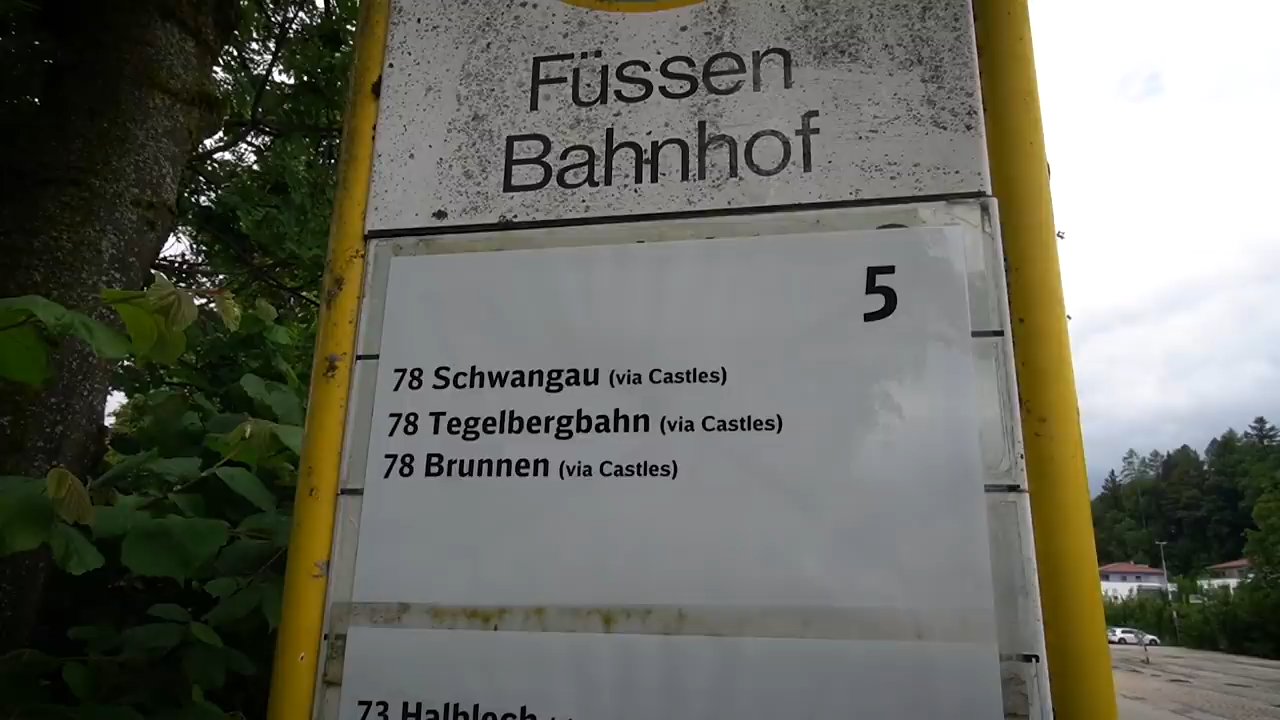 Füssen
Bahnhof
5
78 Schwangau (via Castles)
78 Tegelbergbahn (via Castles)
78 Brunnen (via Castles)
73 Halblech